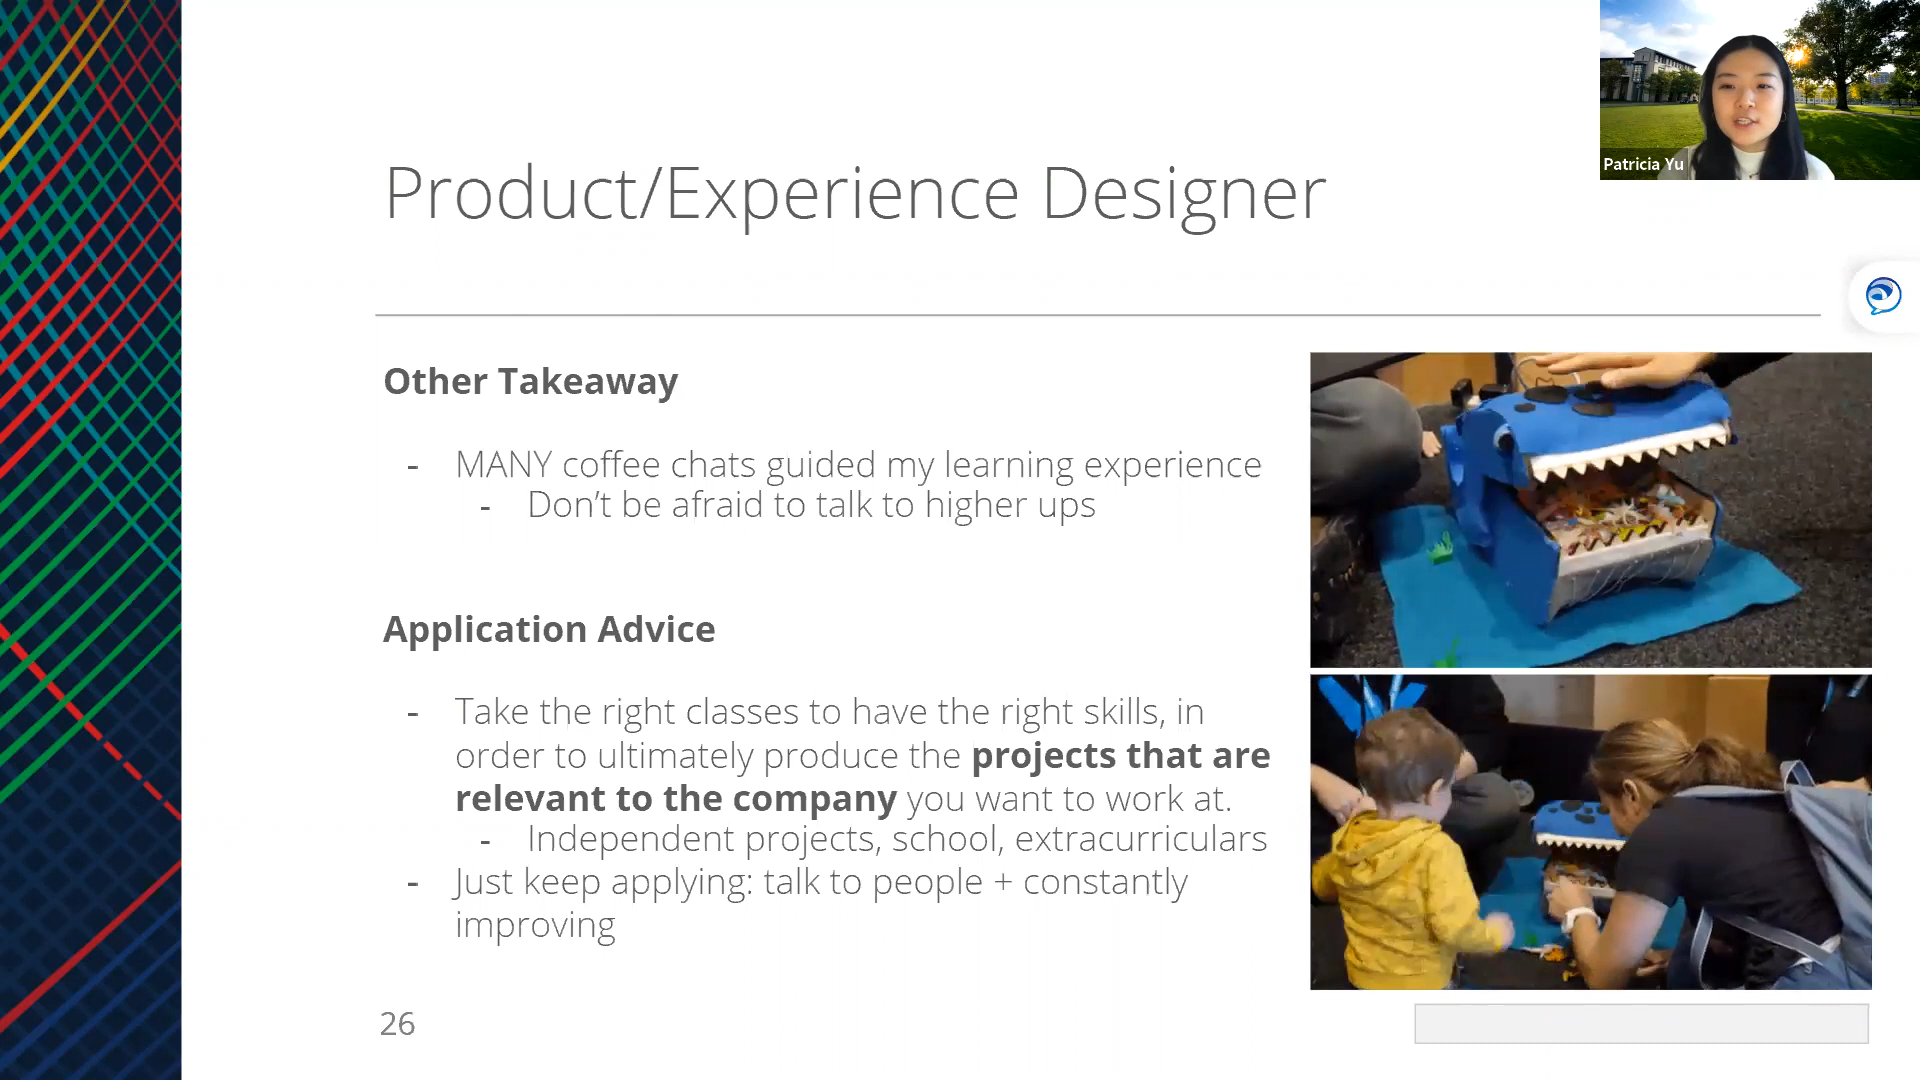 Patricia Yu
Product/Experience Designer
Other Takeaway
- MANY coffee chats guided my learning experience
- Don’t be afraid to talk to higher ups
Application Advice
- Take the right classes to have the right skills, in
order to ultimately produce the projects that are
relevant to the company you want to work at.
- Independent projects, school, extracurriculars
- Just keep applying: talk to people + constantly
improving
26